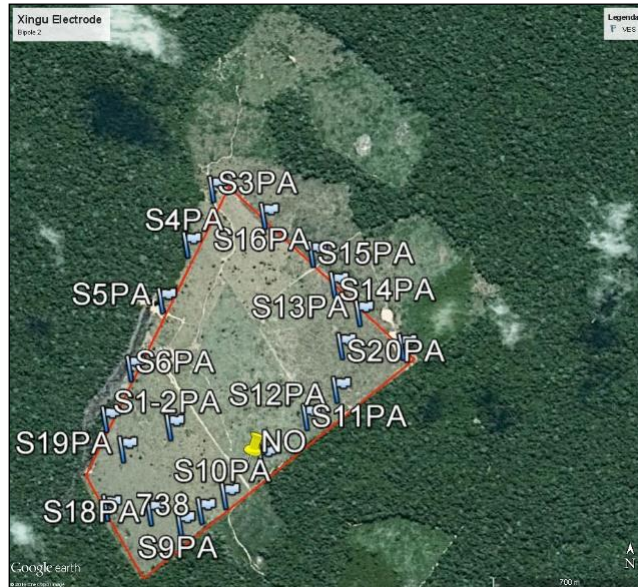 Xingu Electrode
Bipole 2
Legenda
VES
S3PA
S4PA
S16PA
S15PA
S5PA
S14PA
S13PA
S20PA
S6PA
S12PA
S1-2PA
S11PA
S19PA
NO
S10PA
S18PA
738
S9PA
Google earth
700 m
N